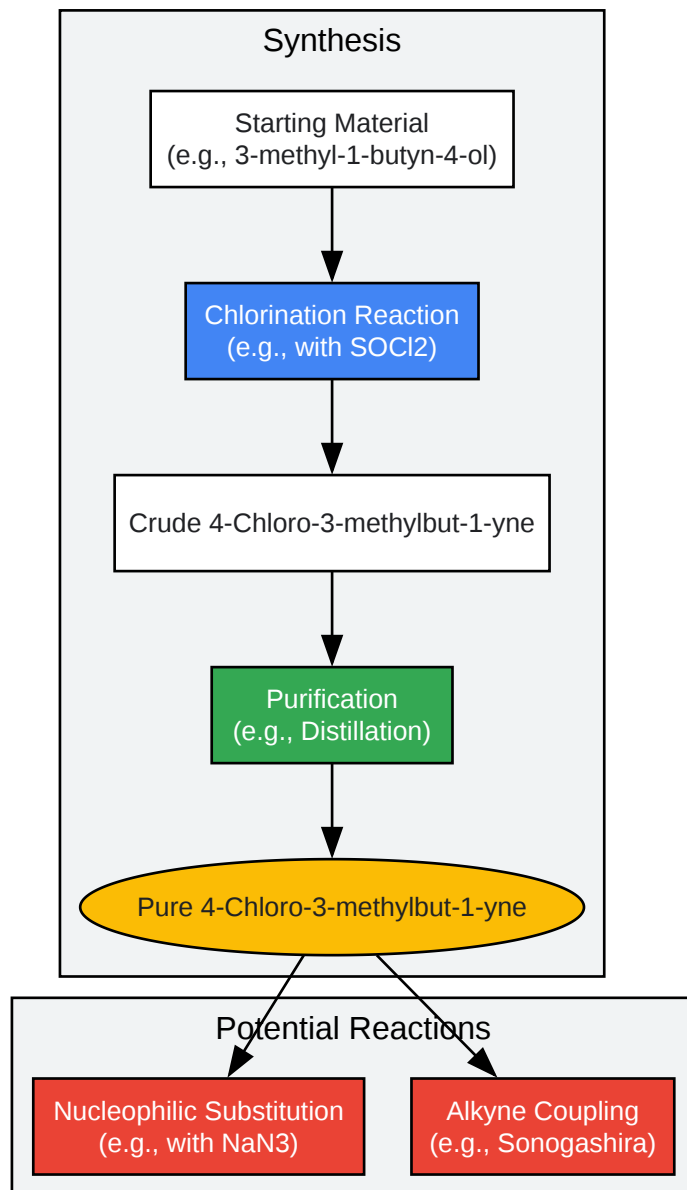 Synthesis
Starting Material
(e.g., 3-methyl-1-butyn-4-ol)
Chlorination Reaction
(e.g., with SOCl2)
Crude 4-Chloro-3-methylbut-1-yne
Purification
(e.g., Distillation)
Pure 4-Chloro-3-methylbut-1-yne
Potential Reactions
Nucleophilic Substitution
(e.g., with NaN3)
Alkyne Coupling
(e.g., Sonogashira)